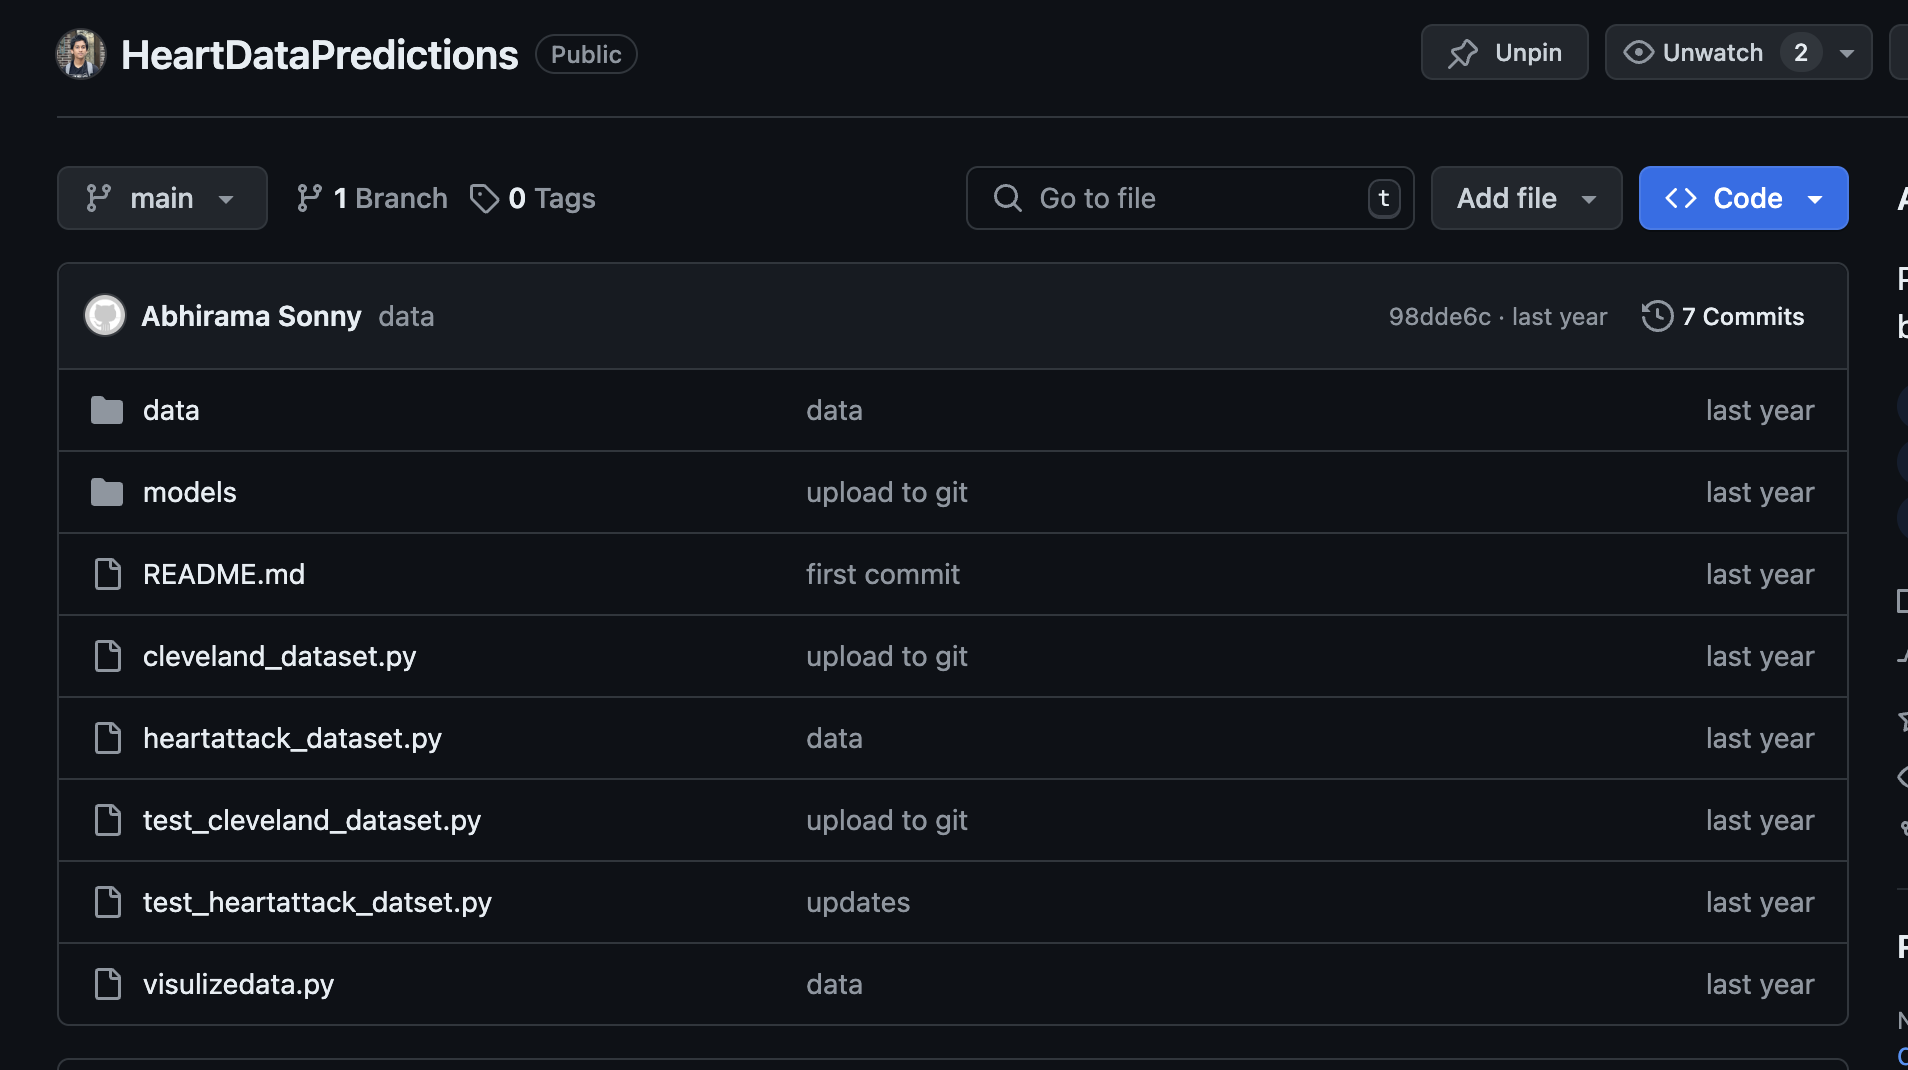 HeartDataPredictions Public Unpin Unwatch 2
main 1 Branch 0 Tags Go to file t Add file Code
Abhirama Sonny data 98dde6c · last year 7 Commits
data data last year
models upload to git last year
README.md first commit last year
cleveland_dataset.py upload to git last year
heartattack_dataset.py data last year
test_cleveland_dataset.py upload to git last year
test_heartattack_datset.py updates last year
visulizedata.py data last year